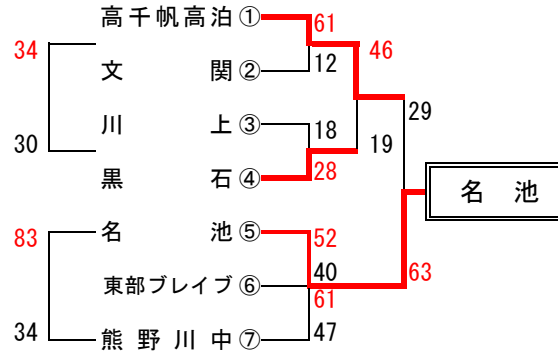 高千帆高泊 ① 61
34 46
文 関 ② 12
29
川 上 ③ 18
30 19
黒 石 ④ 28
名 池
83 名 池 ⑤ 52
40 63
東部ブレイブ ⑥
61
34 熊 野 川 中 ⑦ 47